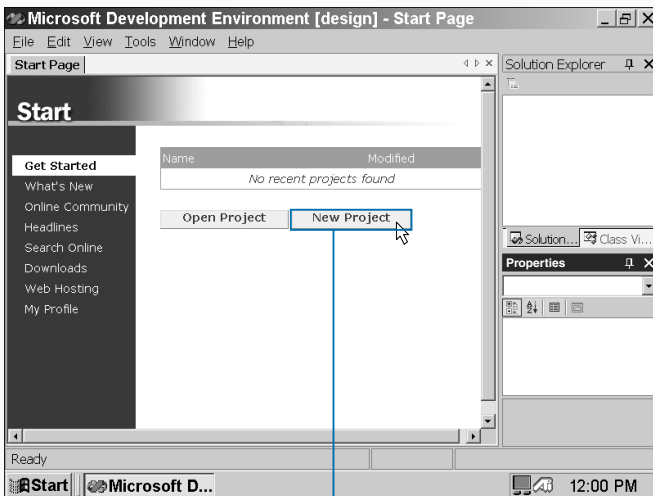 Microsoft Development Environment [design] - Start Page
File Edit View Tools Window Help
Start Page
Solution Explorer
Start
Get Started
What's New
Online Community
Headlines
Search Online
Downloads
Web Hosting
My Profile
Name Modified
No recent projects found
Open Project New Project
Solution... Class Vi...
Properties
Ready
Start Microsoft D... 12:00 PM